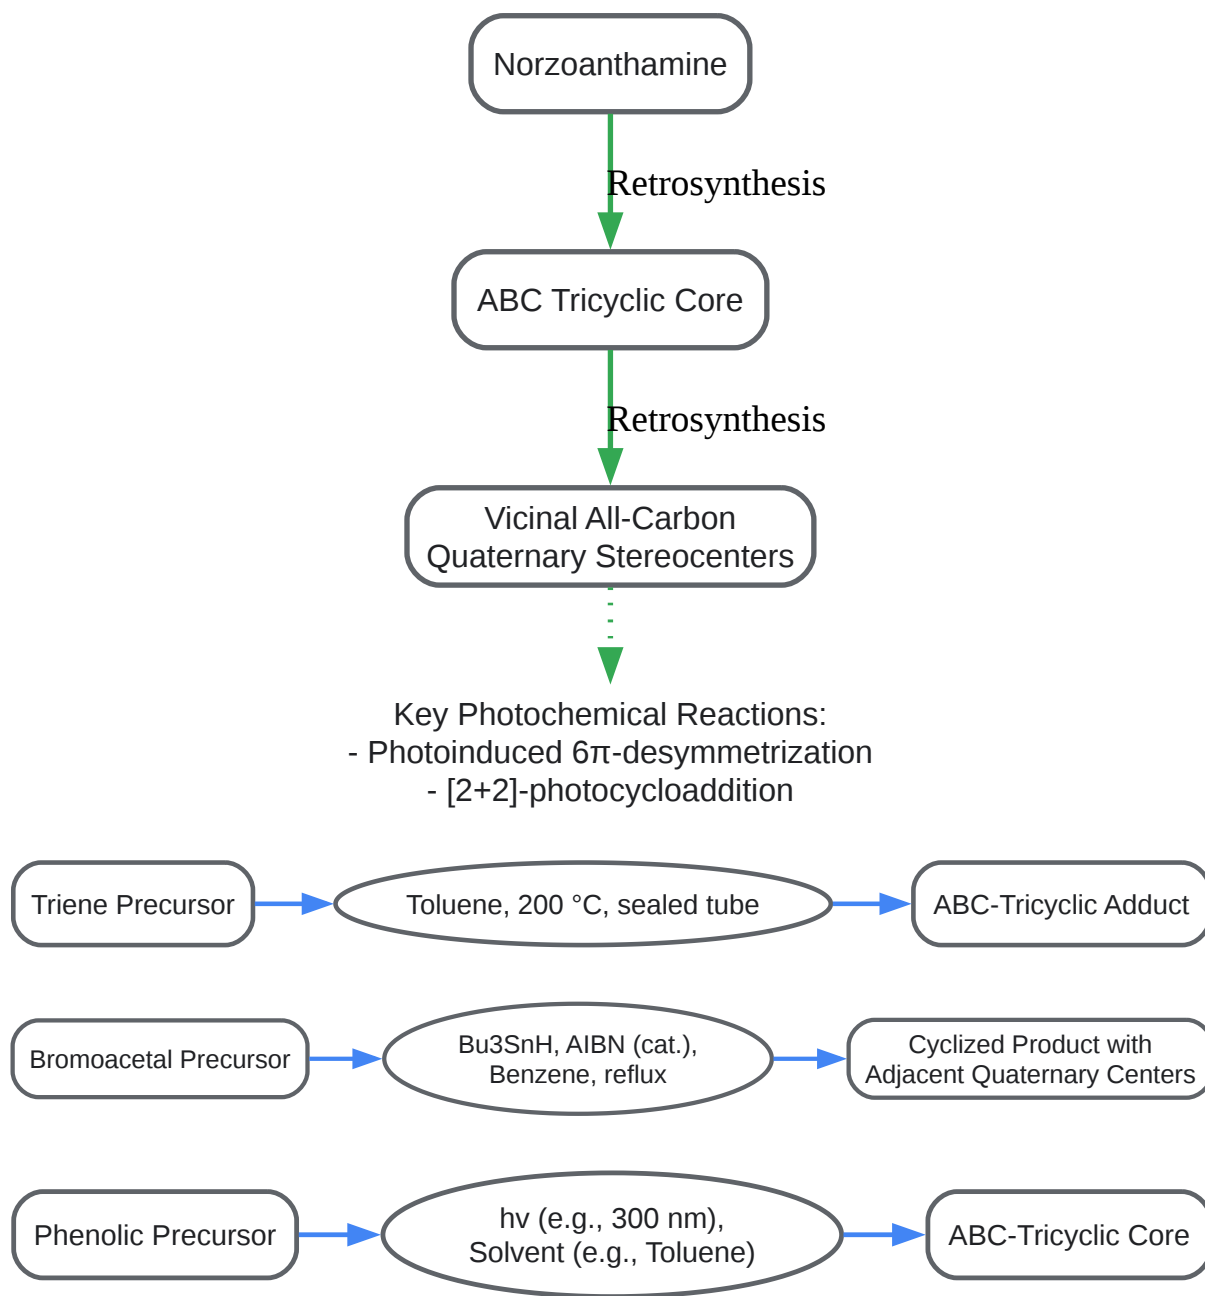 Norzoanthamine
Retrosynthesis
ABC Tricyclic Core
Retrosynthesis
Vicinal All-Carbon
Quaternary Stereocenters
Key Photochemical Reactions:
- Photoinduced 6π-desymmetrization
- [2+2]-photocycloaddition
Triene Precursor
Toluene, 200 °C, sealed tube
ABC-Tricyclic Adduct
Bromoacetal Precursor
Bu3SnH, AIBN (cat.),
Benzene, reflux
Cyclized Product with
Adjacent Quaternary Centers
Phenolic Precursor
hv (e.g., 300 nm),
Solvent (e.g., Toluene)
ABC-Tricyclic Core